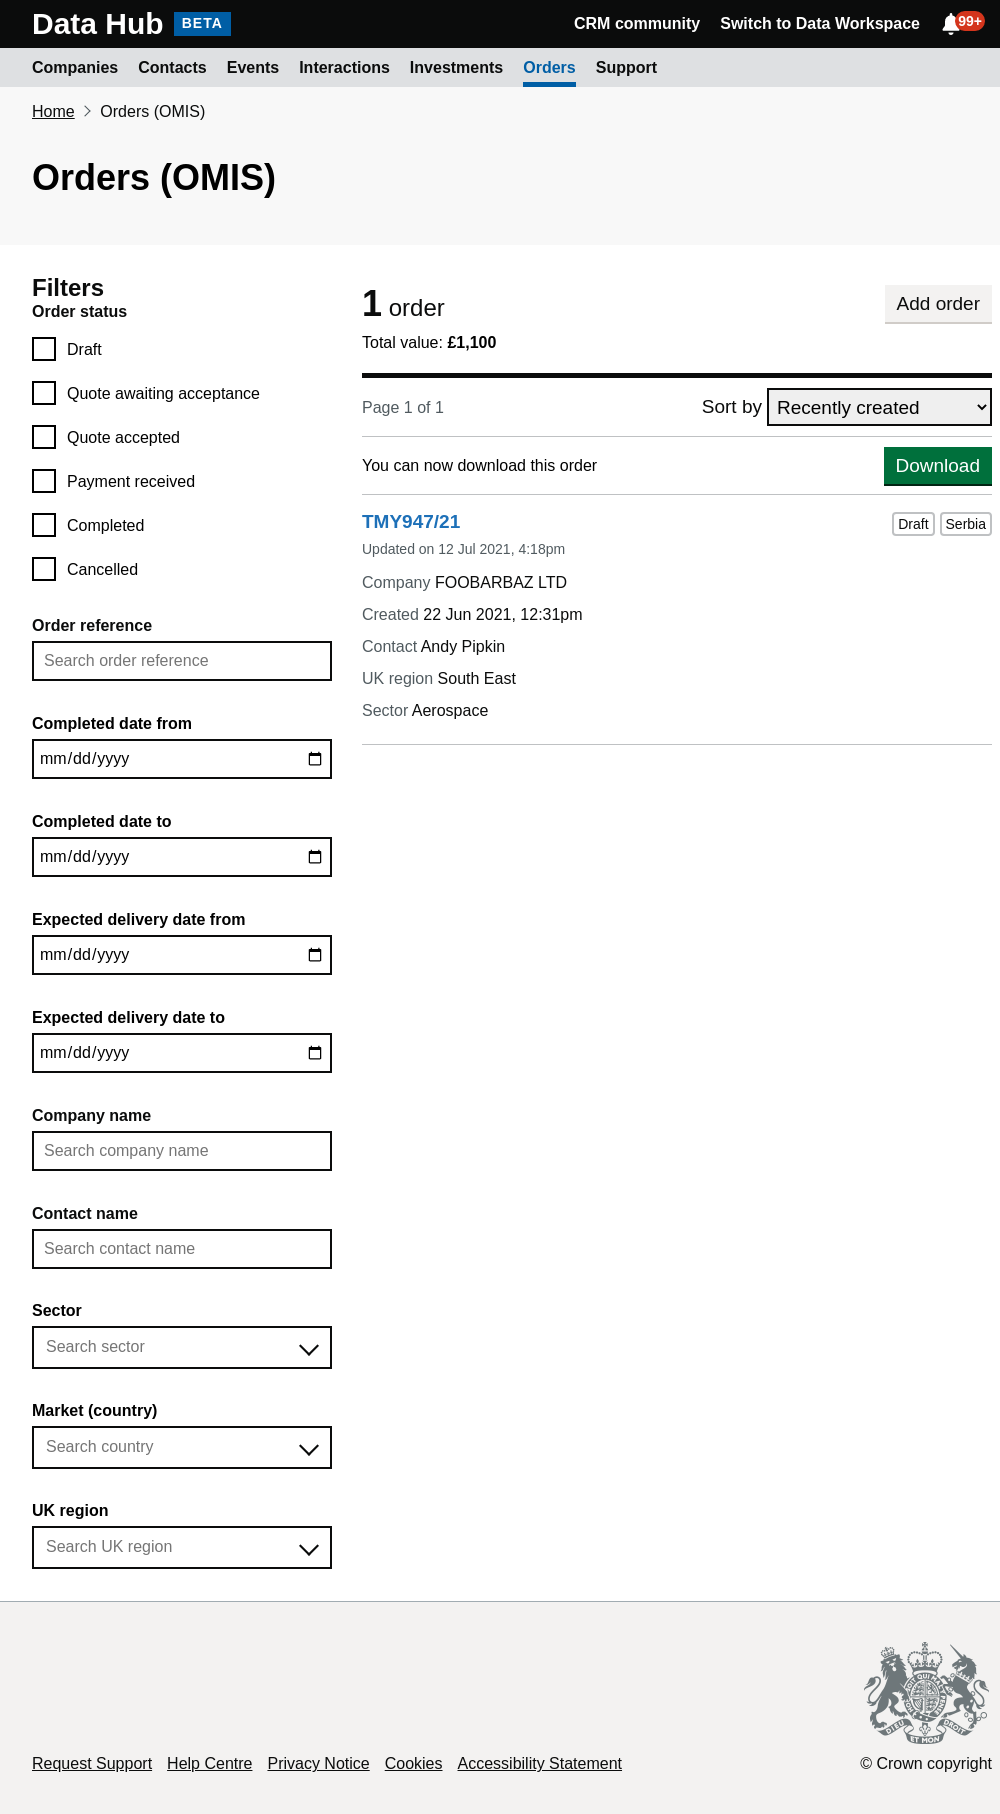 Data Hub BETA CRM community Switch to Data Workspace 99+
Companies Contacts Events Interactions Investments Orders Support
Home Orders (OMIS)
Orders (OMIS)
Filters
Order status
Draft
Quote awaiting acceptance
Quote accepted
Payment received
Completed
Cancelled
Order reference
Search order reference
Completed date from
mm/dd/yyyy
Completed date to
mm/dd/yyyy
Expected delivery date from
mm/dd/yyyy
Expected delivery date to
mm/dd/yyyy
Company name
Search company name
Contact name
Search contact name
Sector
Search sector
Market (country)
Search country
UK region
Search UK region
1 order Add order
Total value: £1,100
Page 1 of 1 Sort by Recently created
You can now download this order Download
TMY947/21 Draft Serbia
Updated on 12 Jul 2021, 4:18pm
Company FOOBARBAZ LTD
Created 22 Jun 2021, 12:31pm
Contact Andy Pipkin
UK region South East
Sector Aerospace
DIEU ET MON DROIT
Request Support Help Centre Privacy Notice Cookies Accessibility Statement © Crown copyright